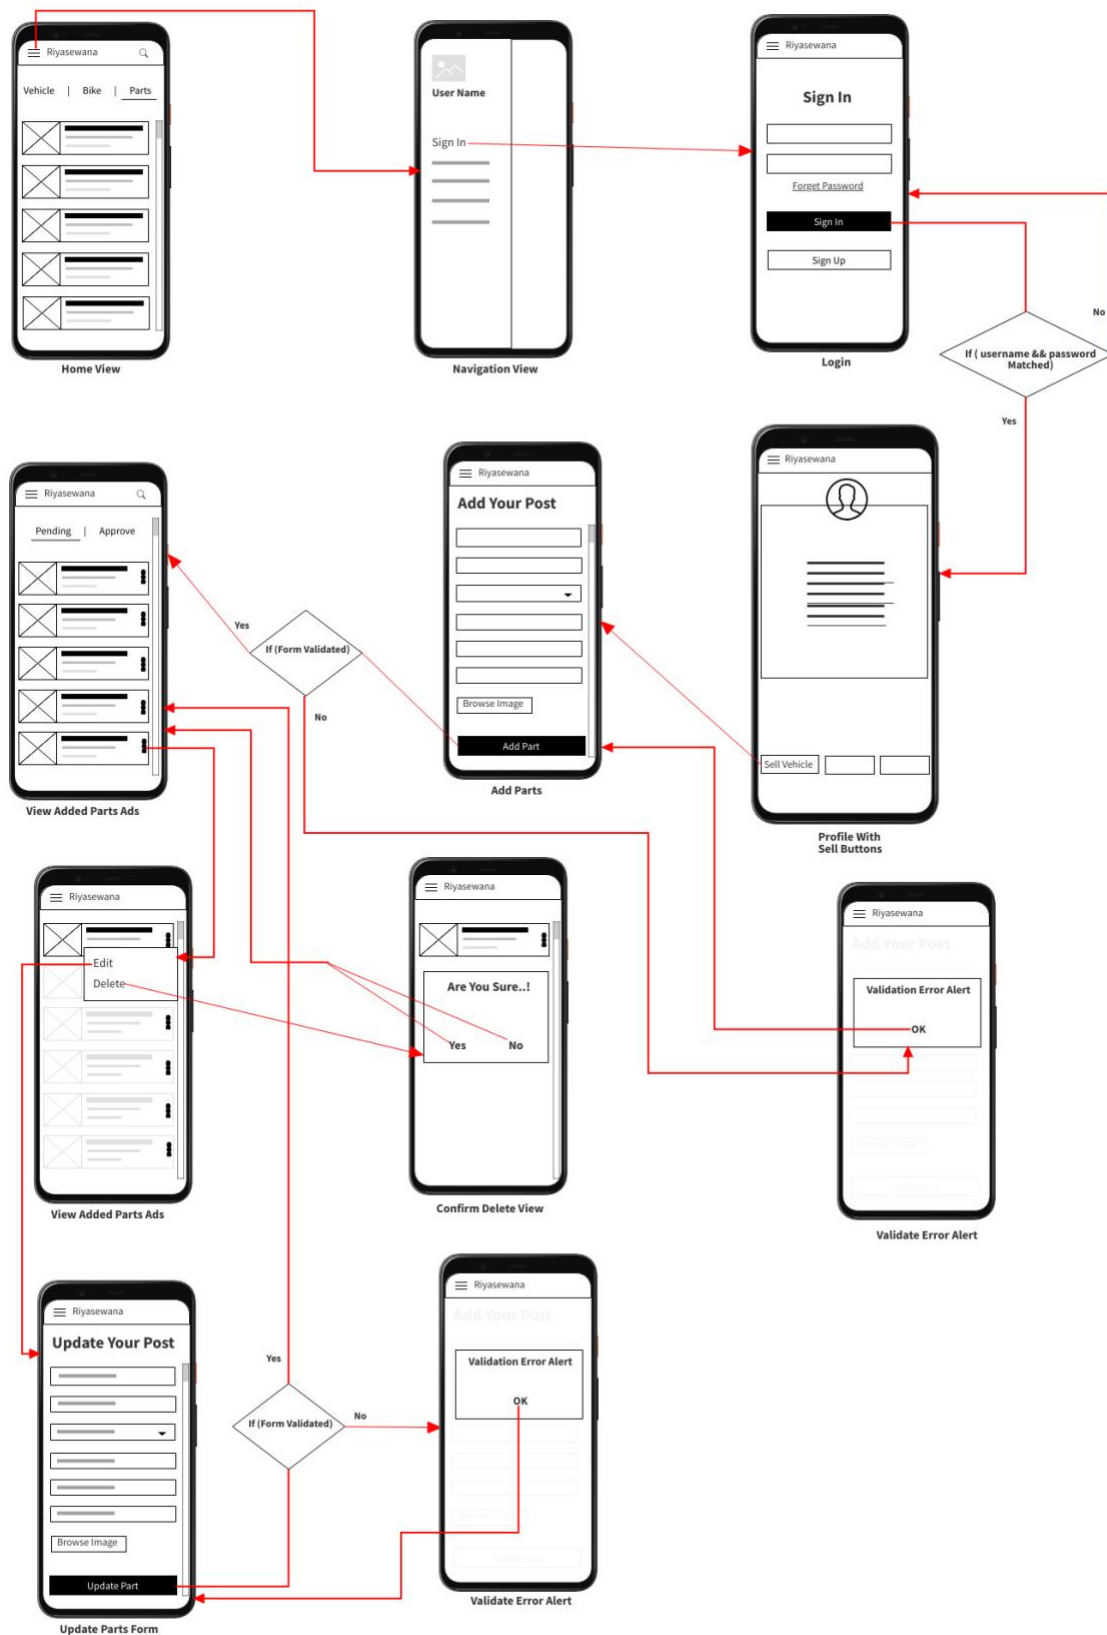 Riyasewana
Vehicle | Bike | Parts
Home View
User Name
Sign In
Navigation View
Riyasewana
Sign In
Forget Password
Sign In
Sign Up
Login
No
If ( username && password
Matched)
Yes
Riyasewana
Pending | Approve
View Added Parts Ads
Yes
If (Form Validated)
No
Riyasewana
Add Your Post
Browse Image
Add Part
Add Parts
Riyasewana
Sell Vehicle
Profile With
Sell Buttons
Riyasewana
Edit
Delete
View Added Parts Ads
Riyasewana
Are You Sure..!
Yes No
Confirm Delete View
Riyasewana
Add Your Post
Validation Error Alert
OK
Validate Error Alert
Riyasewana
Update Your Post
Browse Image
Update Part
Update Parts Form
Yes
If (Form Validated)
No
Riyasewana
Add Your Post
Validation Error Alert
OK
Validate Error Alert